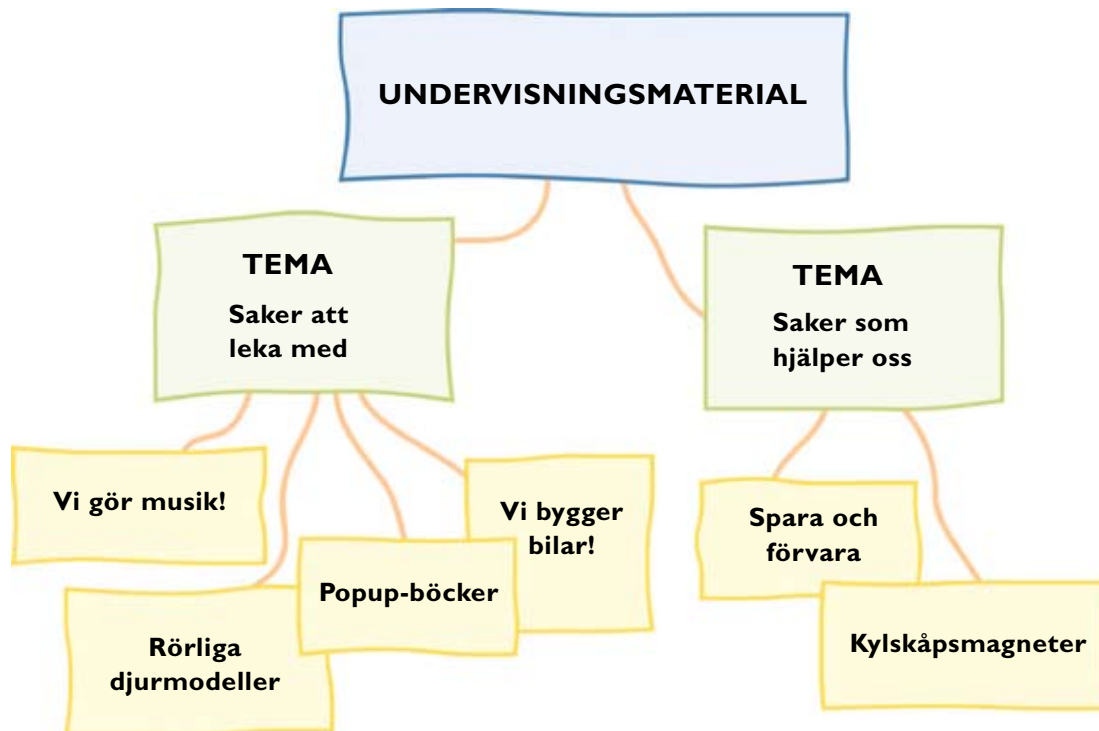 UNDERVISNINGSMATERIAL
TEMA
Saker att
leka med
TEMA
Saker som
hjälper oss
Vi gör musik!
Rörliga
djurmodeller
Popup-böcker
Vi bygger
bilar!
Spara och
förvara
Kylskåpsmagneter